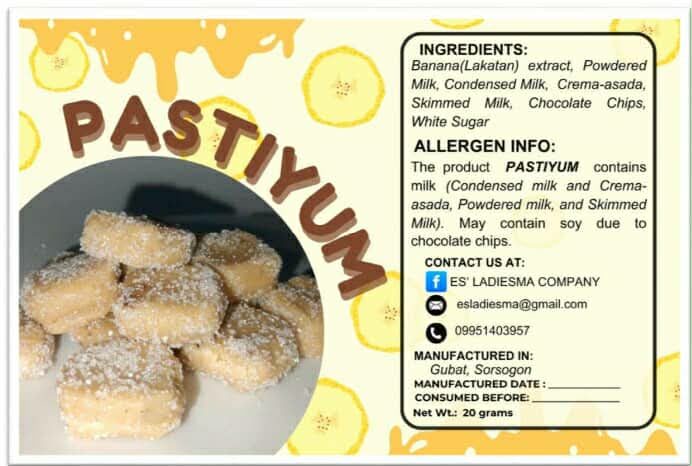 PASTIYUM
INGREDIENTS:
Banana(Lakatan) extract, Powdered
Milk, Condensed Milk, Crema-asada,
Skimmed Milk, Chocolate Chips,
White Sugar
ALLERGEN INFO:
The product PASTIYUM contains
milk (Condensed milk and Crema-
asada, Powdered milk, and Skimmed
Milk). May contain soy due to
chocolate chips.
CONTACT US AT:
ES' LADIESMA COMPANY
esladiesma@gmail.com
09951403957
MANUFACTURED IN:
Gubat, Sorsogon
MANUFACTURED DATE : ______________
CONSUMED BEFORE: ______________
Net Wt.: 20 grams